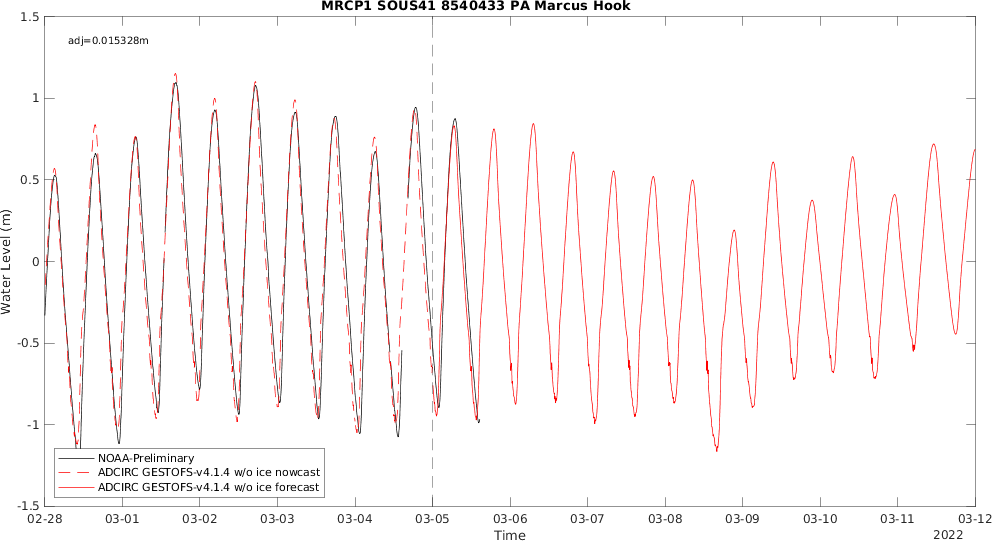 MRCP1 SOUS41 8540433 PA Marcus Hook
adj=0.015328m
1.5
1
0.5
0
-0.5
-1
-1.5
Water Level (m)
NOAA-Preliminary
ADCIRC GESTOFS-v4.1.4 w/o ice nowcast
ADCIRC GESTOFS-v4.1.4 w/o ice forecast
02-28 03-01 03-02 03-03 03-04 03-05 03-06 03-07 03-08 03-09 03-10 03-11 03-12
Time
2022